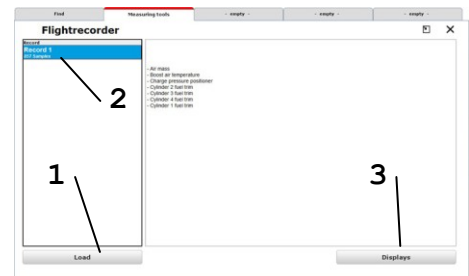 Find Measuring tools - empty - - empty - - empty -
Flightrecorder
Record
Record 1
357 Samples
- Air mass
- Boost air temperature
- Charge pressure positioner
- Cylinder 2 fuel trim
- Cylinder 3 fuel trim
- Cylinder 4 fuel trim
- Cylinder 1 fuel trim
2
1
3
Load Displays